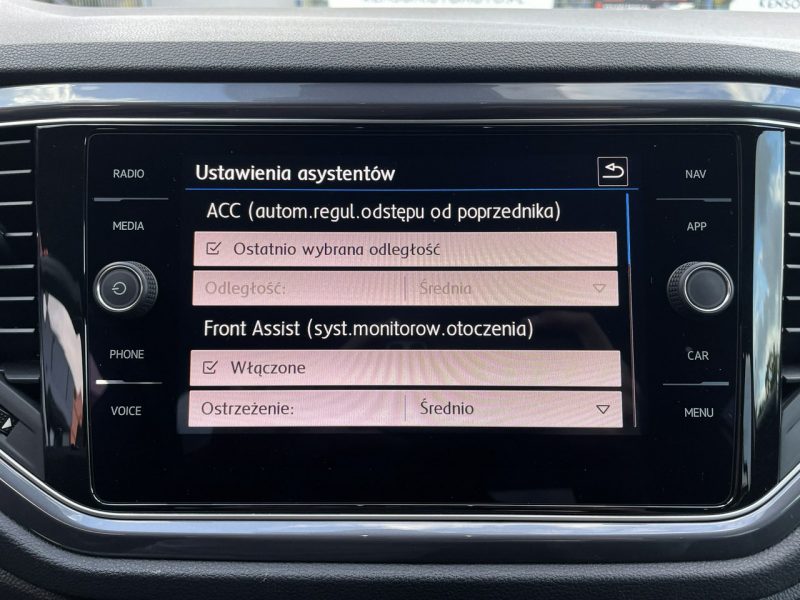 RADIO
MEDIA
PHONE
VOICE
Ustawienia asystentów
ACC (autom.regul.odstępu od poprzednika)
Ostatnio wybrana odległość
Odległość: Średnia
Front Assist (syst.monitorow.otoczenia)
Włączone
Ostrzeżenie: Średnio
NAV
APP
CAR
MENU